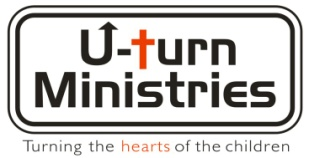 U-turn
Ministries
Turning the hearts of the children